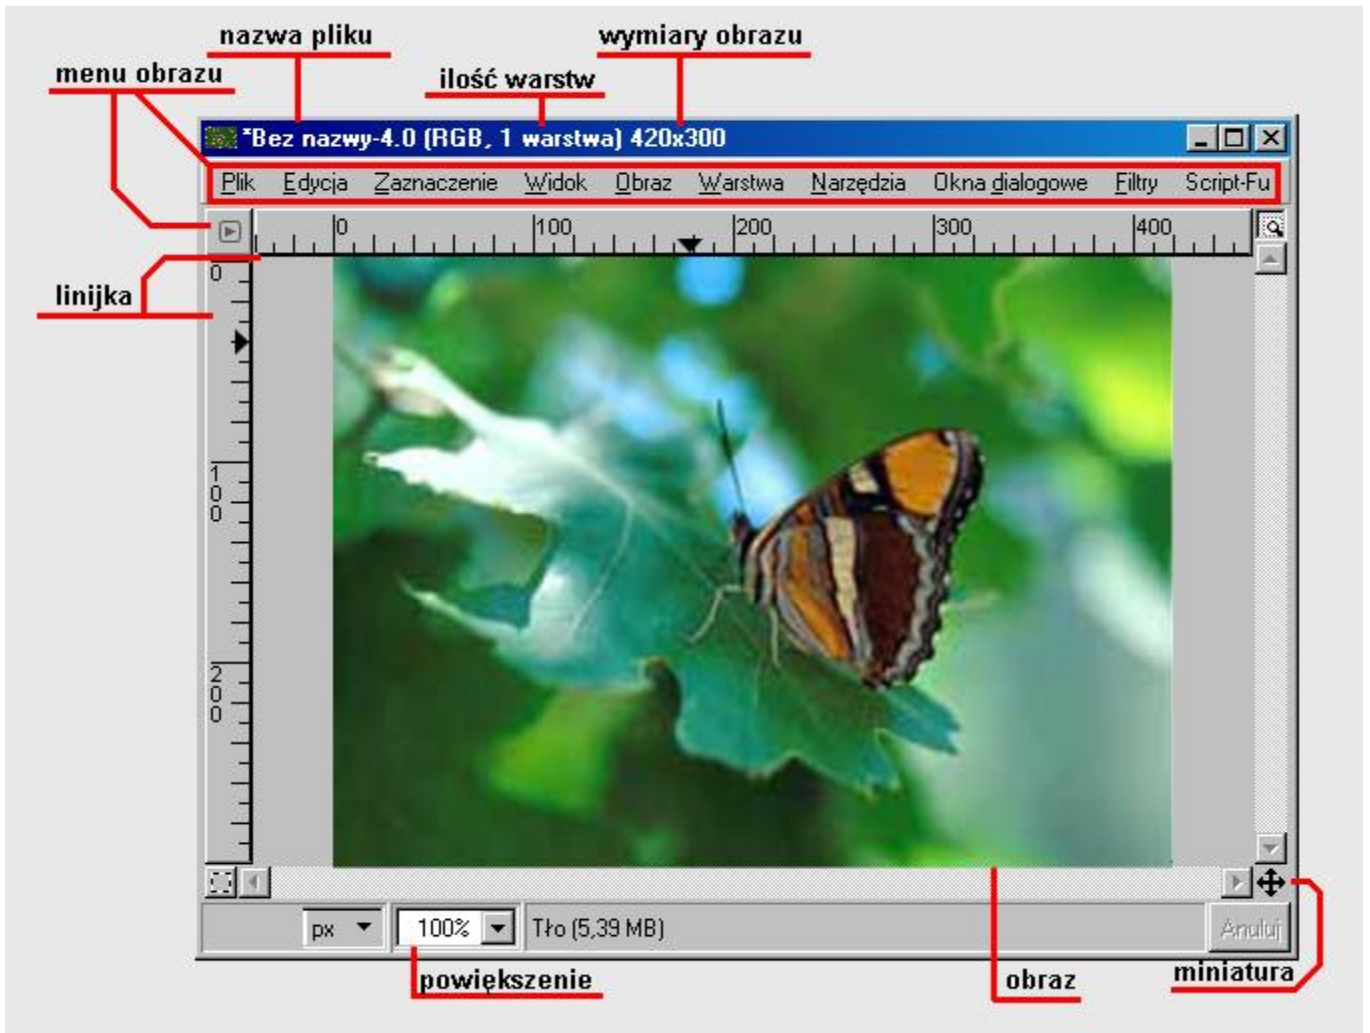 nazwa pliku
wymiary obrazu
menu obrazu
ilość warstw
*Bez nazwy-4.0 (RGB, 1 warstwa) 420x300
Plik Edycja Zaznaczenie Widok Obraz Warstwa Narzędzia Okna dialogowe Filtry Script-Fu
0 100 200 300 400
0
linijka
100
200
px 100% Tło (5,39 MB) Anuluj
powiększenie
obraz
miniatura